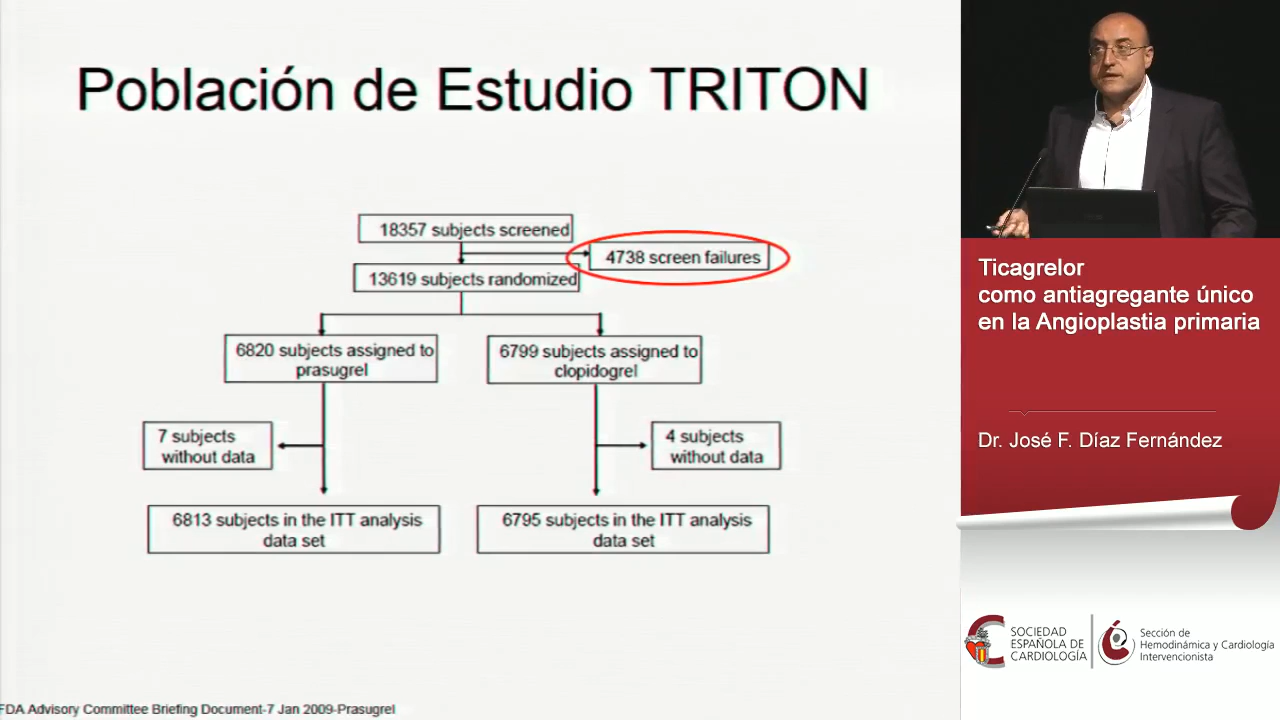 Población de Estudio TRITON
18357 subjects screened
4738 screen failures
13619 subjects randomized
6820 subjects assigned to
prasugrel
6799 subjects assigned to
clopidogrel
7 subjects
without data
4 subjects
without data
6813 subjects in the ITT analysis
data set
6795 subjects in the ITT analysis
data set
FDA Advisory Committee Briefing Document-7 Jan 2009-Prasugrel
Ticagrelor
como antiagregante único
en la Angioplastia primaria
Dr. José F. Díaz Fernández
SOCIEDAD
ESPAÑOLA DE
CARDIOLOGÍA
Sección de
Hemodinámica y Cardiología
Intervencionista